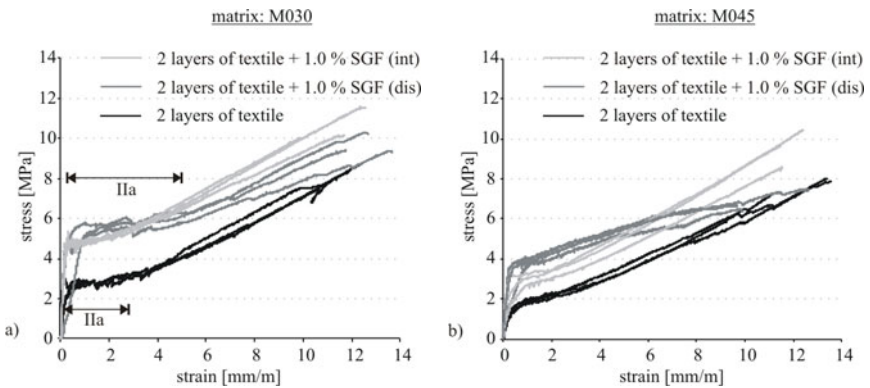 matrix: M030
2 layers of textile + 1.0 % SGF (int)
2 layers of textile + 1.0 % SGF (dis)
2 layers of textile
14
12
10
8
6
4
2
0
stress [MPa]
IIa
IIa
a)
0 2 4 6 8 10 12 14
strain [mm/m]
matrix: M045
2 layers of textile + 1.0 % SGF (int)
2 layers of textile + 1.0 % SGF (dis)
2 layers of textile
14
12
10
8
6
4
2
0
stress [MPa]
b)
0 2 4 6 8 10 12 14
strain [mm/m]